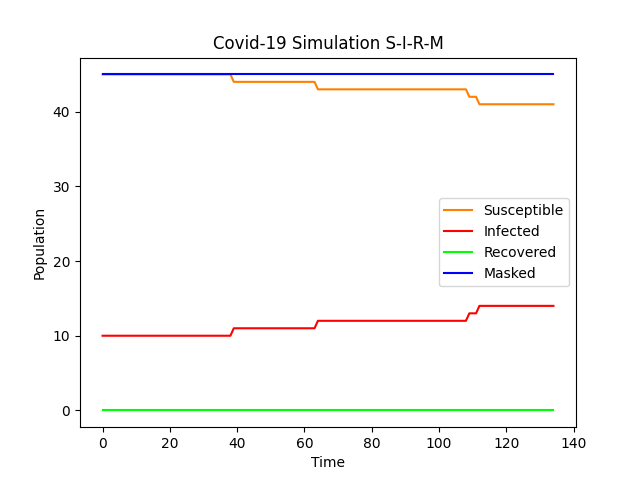 Covid-19 Simulation S-I-R-M
Population
40
30
20
10
0
Susceptible
Infected
Recovered
Masked
0 20 40 60 80 100 120 140
Time